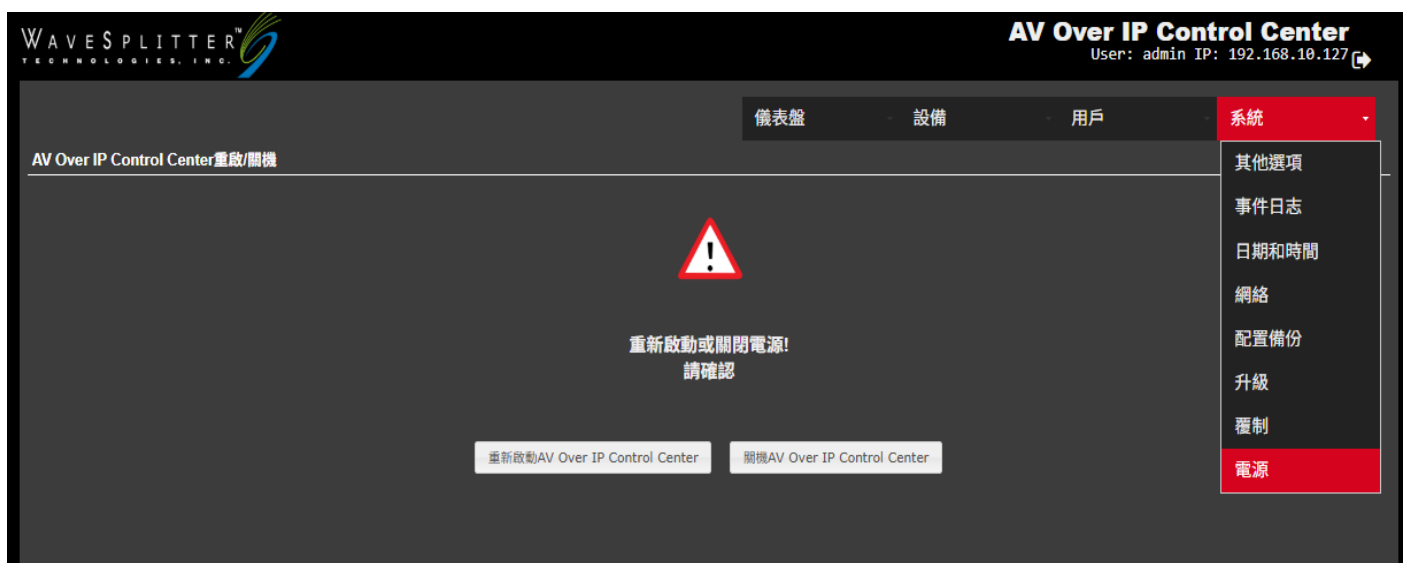 WAVESPLITTER™
TECHNOLOGIES, INC.
AV Over IP Control Center
User: admin IP: 192.168.10.127
儀表盤 - 設備 - 用戶 - 系統
AV Over IP Control Center重啟/關機
其他選項
事件日志
日期和時間
網絡
配置備份
升級
覆制
電源
!
重新啟動或關閉電源!
請確認
重新啟動AV Over IP Control Center
關機AV Over IP Control Center